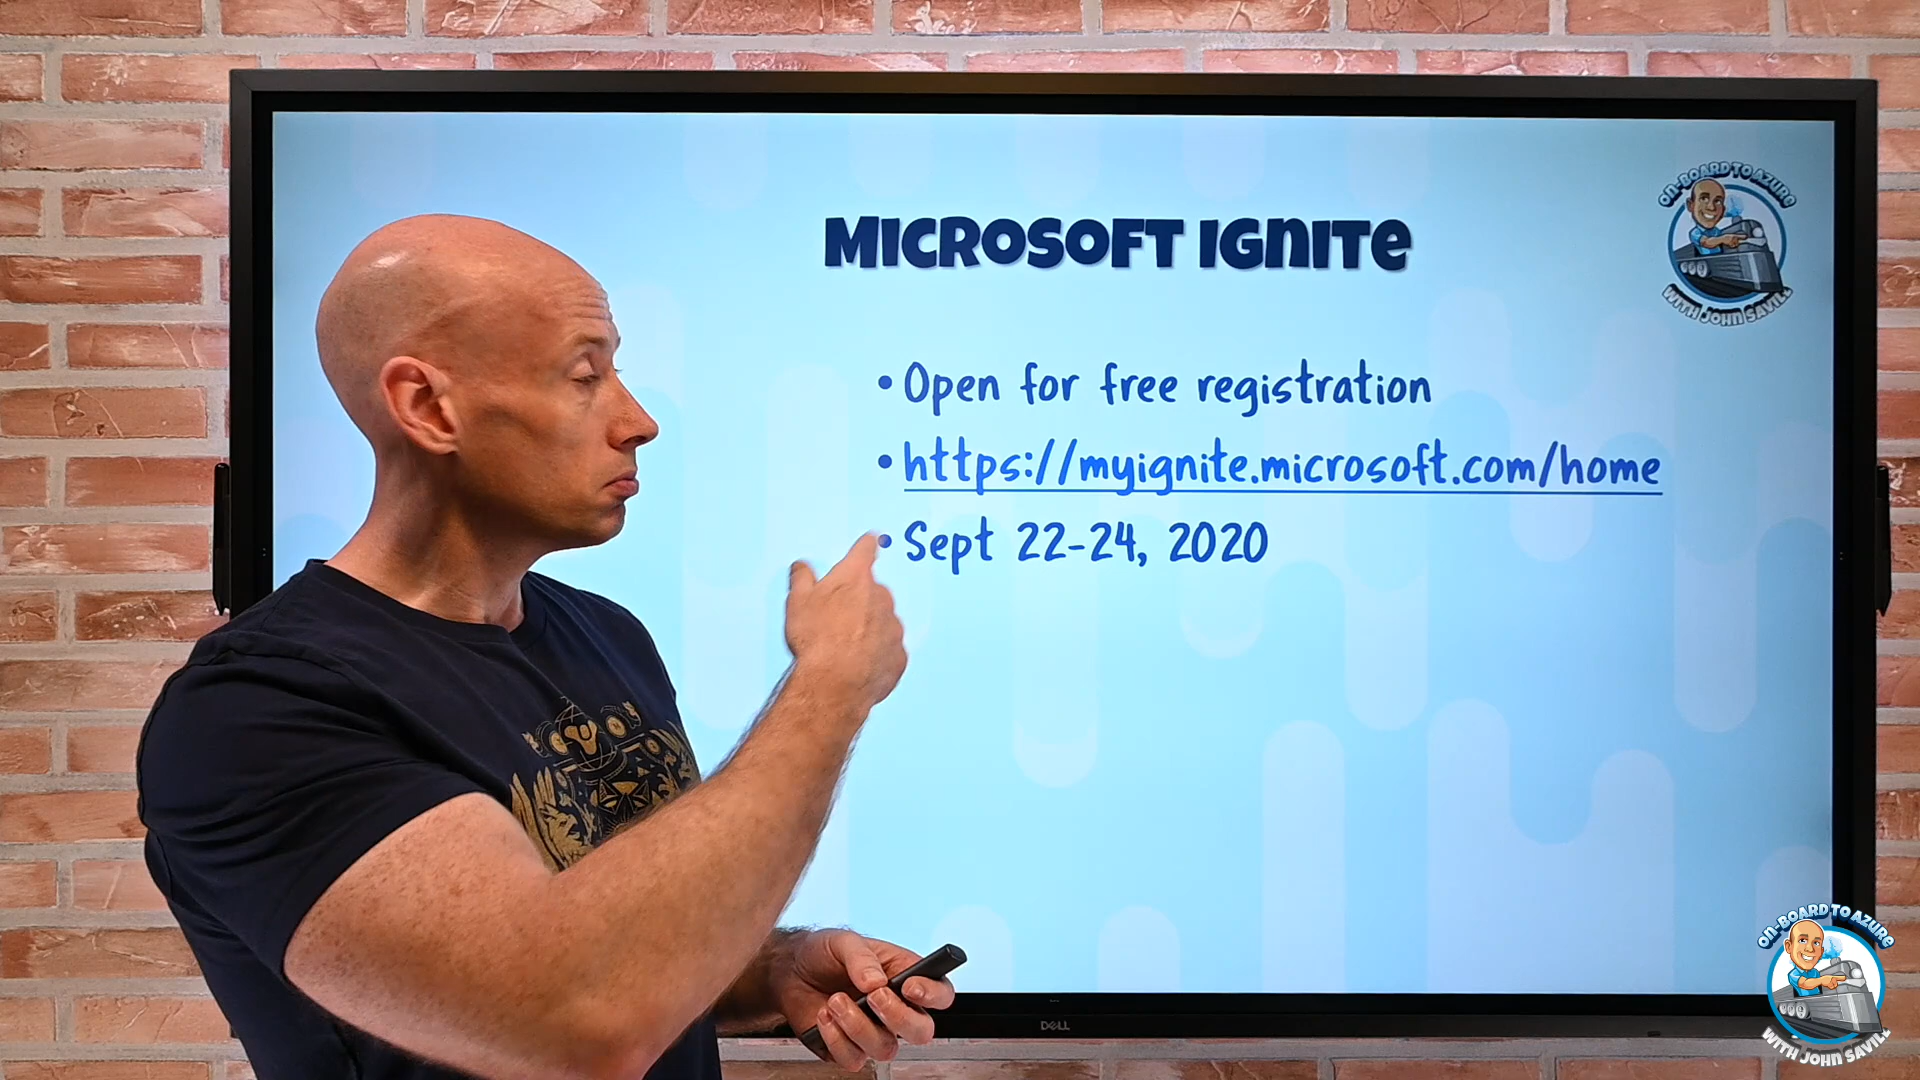 MICROSOFT IGNITE
ON-BOARD TO AZURE
WITH JOHN SAVILL
• Open for free registration
• https://myignite.microsoft.com/home
• Sept 22-24, 2020
DELL
ON-BOARD TO AZURE
WITH JOHN SAVILL